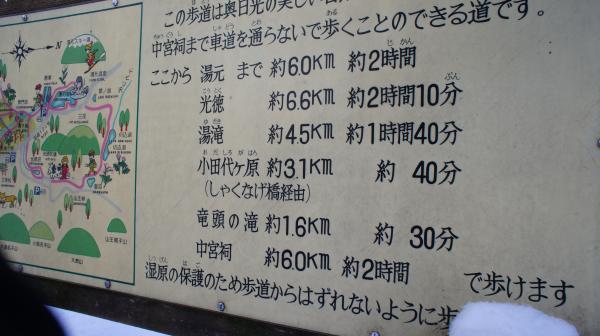 この歩道は奥日光の美しい
中宮祠まで車道を通らないで歩くことのできる道です。
ここから 湯元 まで 約6.0Km 約2時間
光徳 約6.6Km 約2時間10分
湯滝 約4.5Km 約1時間40分
小田代ヶ原 約3.1Km 約 40分
(しゃくなげ橋経由)
竜頭の滝 約1.6Km 約 30分
中宮祠 約6.0Km 約2時間 で歩けます
湿原の保護のため歩道からはずれないように歩